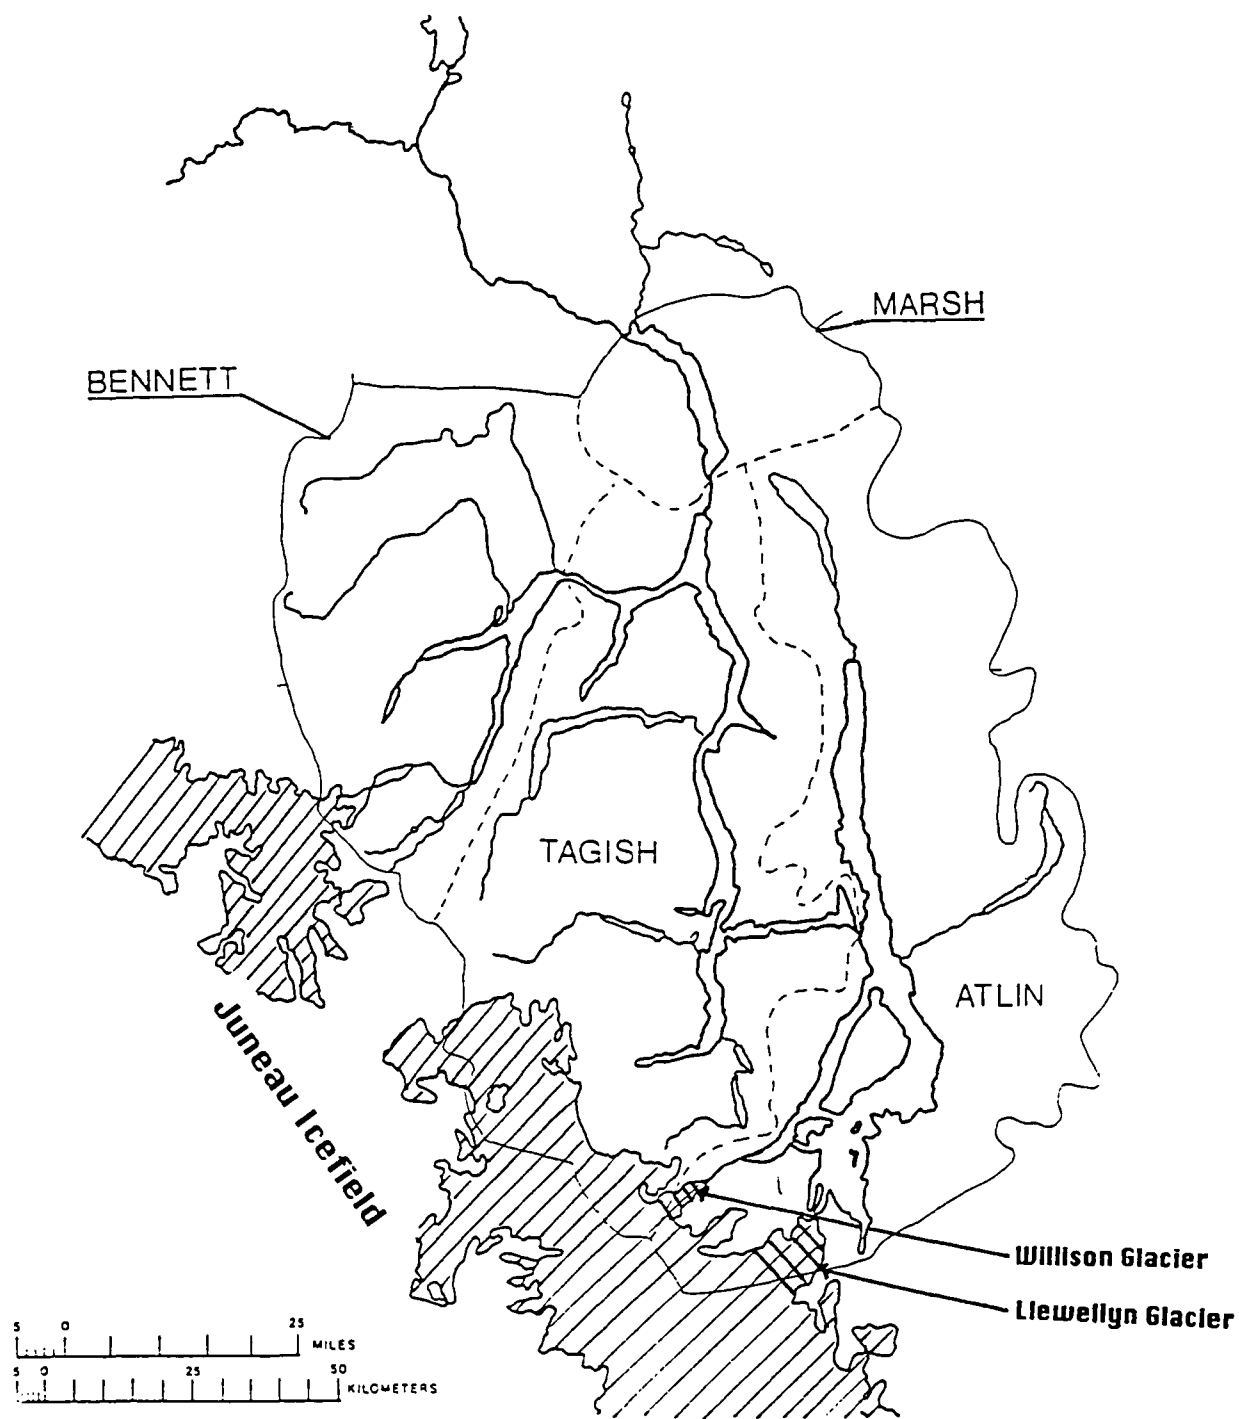 MARSH
BENNETT
TAGISH
ATLIN
Juneau Icefield
Willison Glacier
Llewellyn Glacier
5 0 25
MILES
5 0 25 50
KILOMETERS